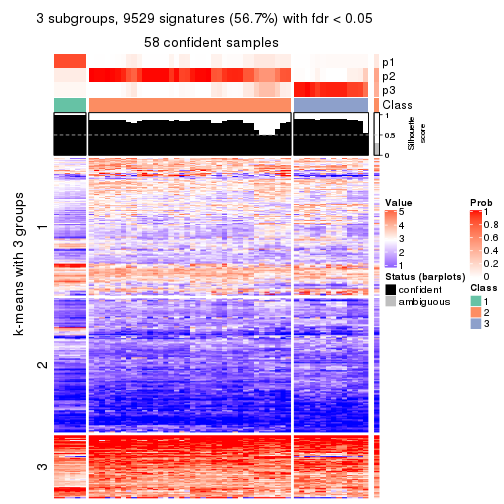 3 subgroups, 9529 signatures (56.7%) with fdr < 0.05
58 confident samples
p1
p2
p3
Class
1
0.5
0
Silhouette
score
k-means with 3 groups
1
2
3
Value
5
4
3
2
1
Status (barplots)
confident
ambiguous
Prob
1
0.8
0.6
0.4
0.2
0
Class
1
2
3